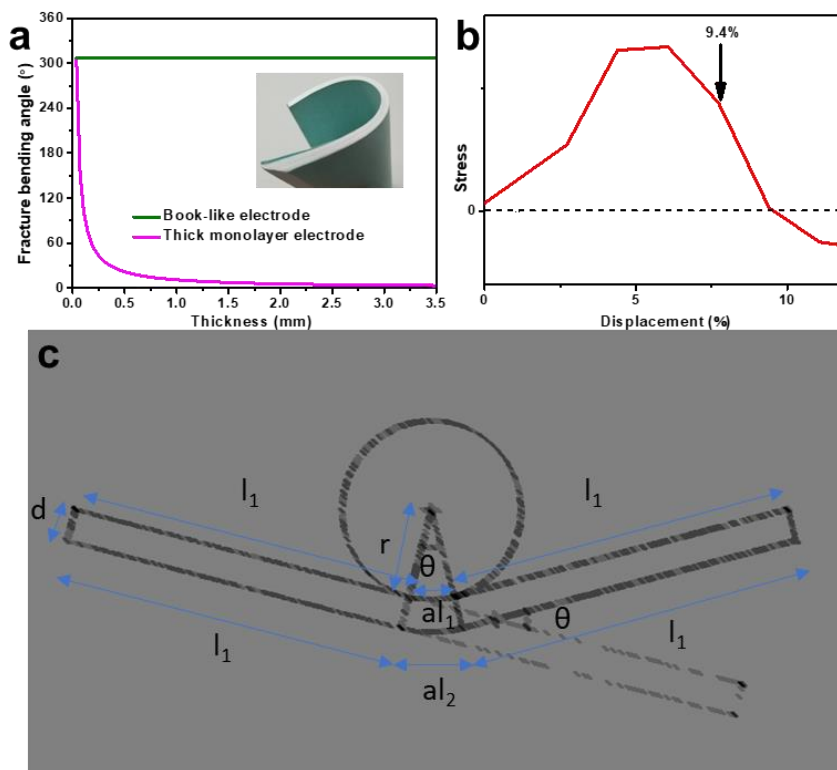 a
360
300
240
180
120
60
0
Fracture bending angle (°)
Book-like electrode
Thick monolayer electrode
0.0 0.5 1.0 1.5 2.0 2.5 3.0 3.5
Thickness (mm)
b
9.4%
Stress
0
0 5 10
Displacement (%)
c
l₁ l₁
d
r
θ
al₁
θ
l₁ l₁
al₂